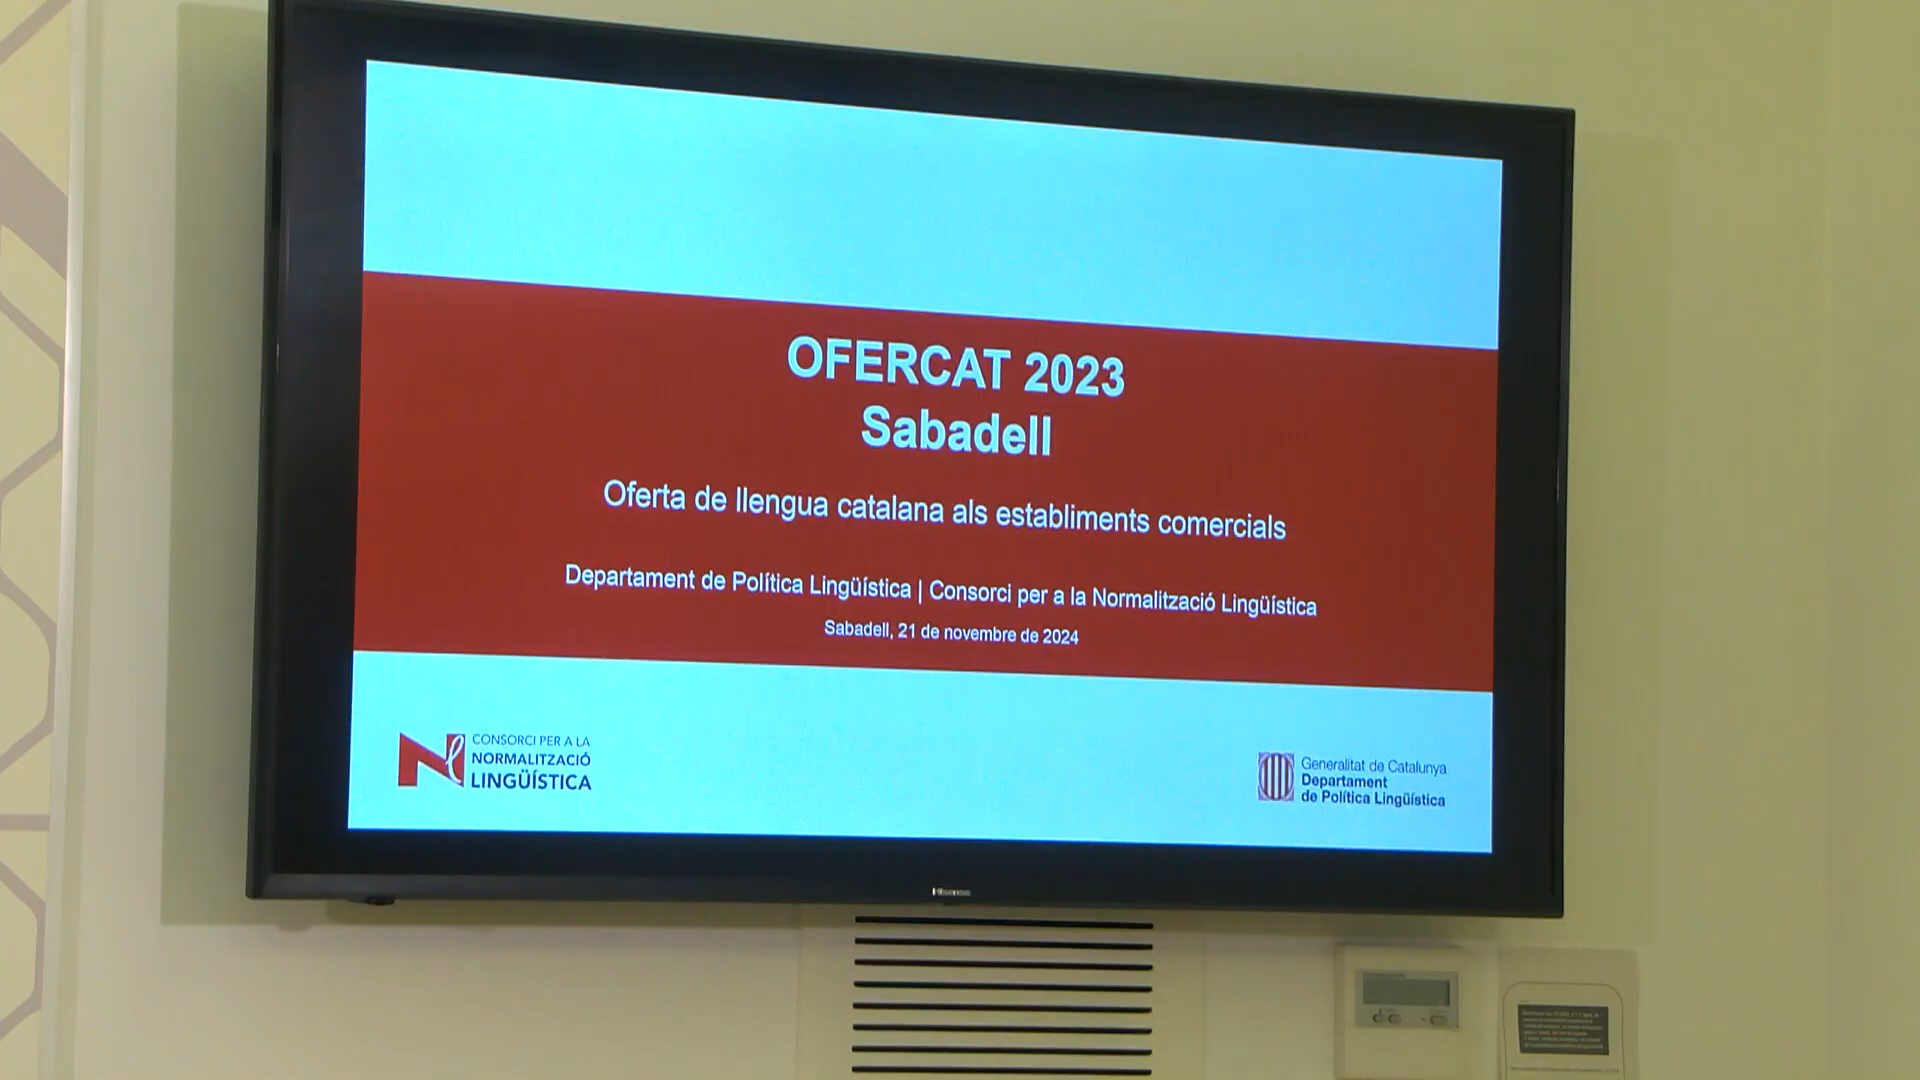 OFERCAT 2023
Sabadell
Oferta de llengua catalana als establiments comercials
Departament de Política Lingüística | Consorci per a la Normalització Lingüística
Sabadell, 21 de novembre de 2024
CONSORCI PER A LA
NORMALITZACIÓ
LINGÜÍSTICA
Generalitat de Catalunya
Departament
de Política Lingüística
Hisense